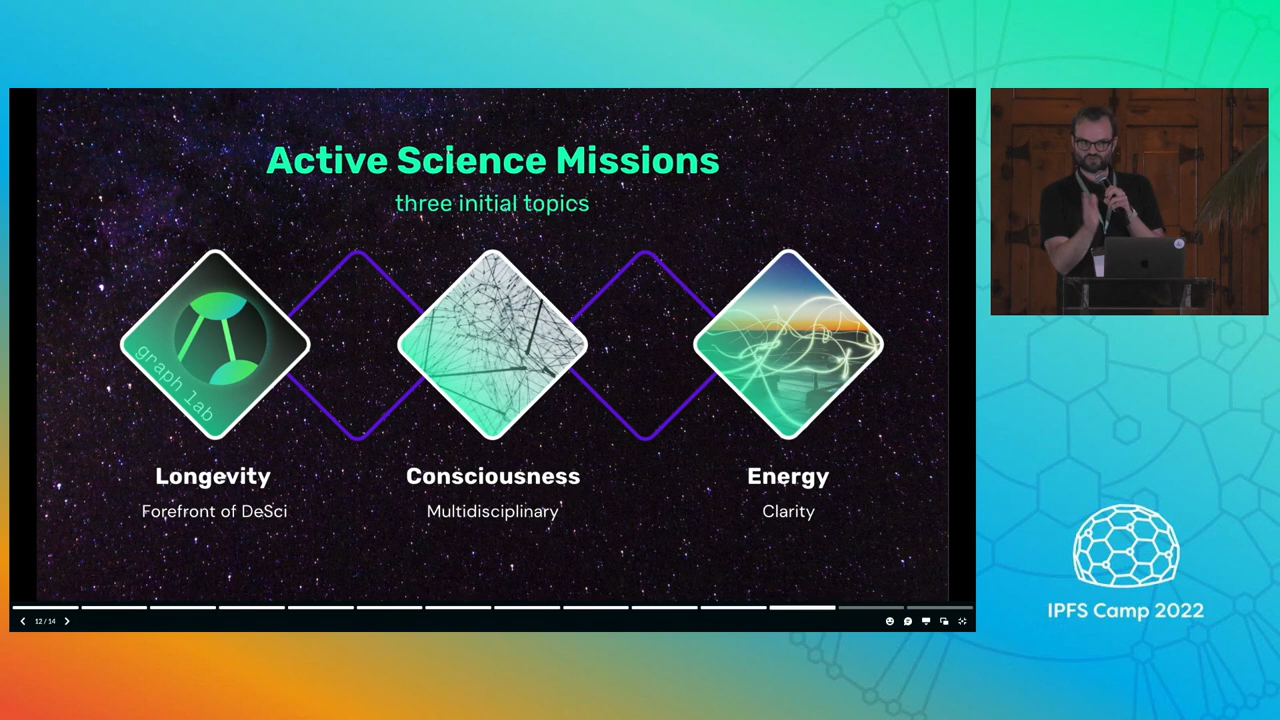 Active Science Missions
three initial topics
graph lab
Longevity
Forefront of DeSci
Consciousness
Multidisciplinary
Energy
Clarity
12 / 14
IPFS Camp 2022